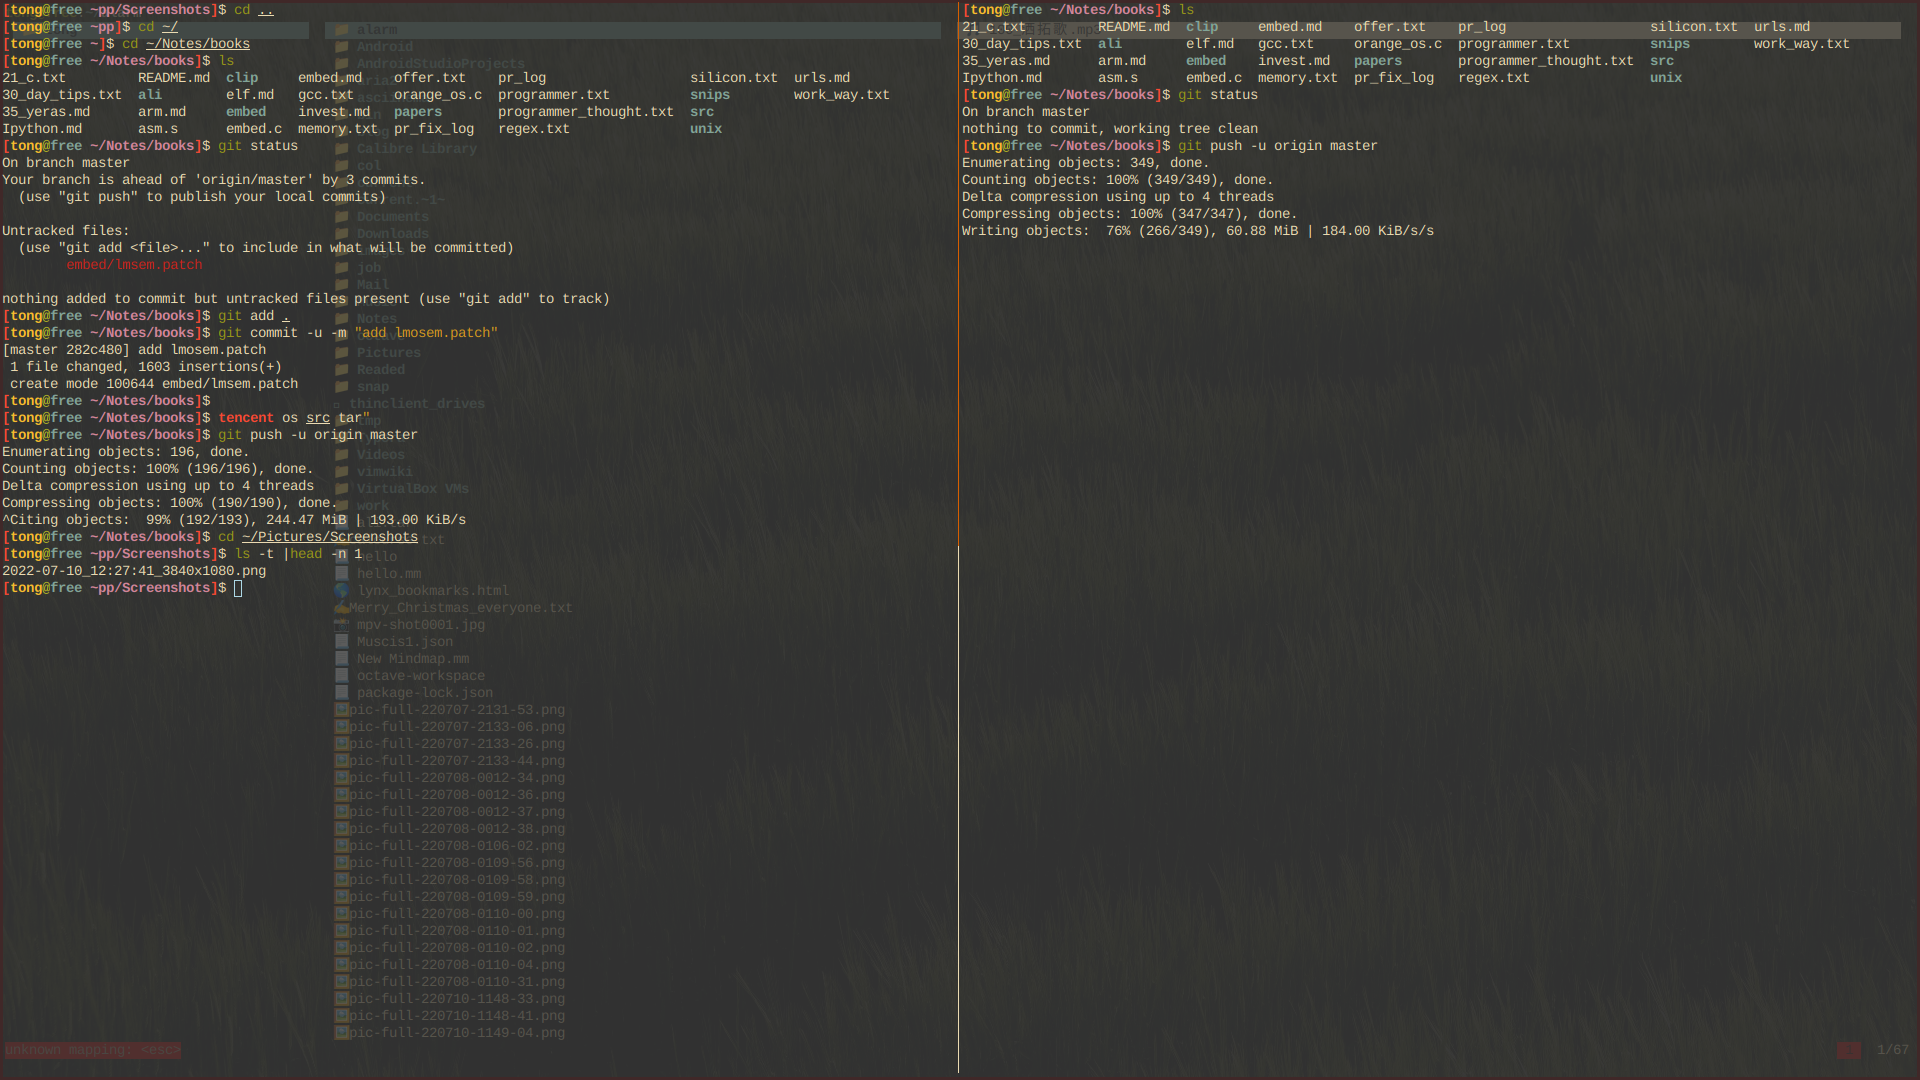 [tong@free ~pp/Screenshots]$ cd ..
[tong@free ~pp]$ cd ~/
[tong@free ~]$ cd ~/Notes/books
[tong@free ~/Notes/books]$ ls
21_c.txt README.md clip embed.md offer.txt pr_log silicon.txt urls.md
30_day_tips.txt ali elf.md gcc.txt orange_os.c programmer.txt snips work_way.txt
35_yeras.md arm.md embed invest.md papers programmer_thought.txt src
Ipython.md asm.s embed.c memory.txt pr_fix_log regex.txt unix
[tong@free ~/Notes/books]$ git status
On branch master
Your branch is ahead of 'origin/master' by 3 commits.
(use "git push" to publish your local commits)
Untracked files:
(use "git add <file>..." to include in what will be committed)
embed/lmsem.patch
nothing added to commit but untracked files present (use "git add" to track)
[tong@free ~/Notes/books]$ git add .
[tong@free ~/Notes/books]$ git commit -u -m "add lmosem.patch"
[master 282c480] add lmosem.patch
1 file changed, 1603 insertions(+)
create mode 100644 embed/lmsem.patch
[tong@free ~/Notes/books]$
[tong@free ~/Notes/books]$ tencent os src tar"
[tong@free ~/Notes/books]$ git push -u origin master
Enumerating objects: 196, done.
Counting objects: 100% (196/196), done.
Delta compression using up to 4 threads
Compressing objects: 100% (190/190), done.
^Citing objects:  99% (192/193), 244.47 MiB | 193.00 KiB/s
[tong@free ~/Notes/books]$ cd ~/Pictures/Screenshots
[tong@free ~pp/Screenshots]$ ls -t |head -n 1
2022-07-10_12:27:41_3840x1080.png
[tong@free ~pp/Screenshots]$
alarm
Android
AndroidStudioProjects
Calibre Library
col
Documents
Downloads
job
Mail
Notes
Pictures
Readed
snap
thinclient_drives
tmp
Videos
vimwiki
VirtualBox VMs
work
hello
hello.mm
lynx_bookmarks.html
Merry_Christmas_everyone.txt
mpv-shot0001.jpg
Muscis1.json
New Mindmap.mm
octave-workspace
package-lock.json
pic-full-220707-2131-53.png
pic-full-220707-2133-06.png
pic-full-220707-2133-26.png
pic-full-220707-2133-44.png
pic-full-220708-0012-34.png
pic-full-220708-0012-36.png
pic-full-220708-0012-37.png
pic-full-220708-0012-38.png
pic-full-220708-0106-02.png
pic-full-220708-0109-56.png
pic-full-220708-0109-58.png
pic-full-220708-0109-59.png
pic-full-220708-0110-00.png
pic-full-220708-0110-01.png
pic-full-220708-0110-02.png
pic-full-220708-0110-04.png
pic-full-220708-0110-31.png
pic-full-220710-1148-33.png
pic-full-220710-1148-41.png
pic-full-220710-1149-04.png
unknown mapping: <esc>
[tong@free ~/Notes/books]$ ls
21_c.txt README.md clip embed.md offer.txt pr_log silicon.txt urls.md
30_day_tips.txt ali elf.md gcc.txt orange_os.c programmer.txt snips work_way.txt
35_yeras.md arm.md embed invest.md papers programmer_thought.txt src
Ipython.md asm.s embed.c memory.txt pr_fix_log regex.txt unix
[tong@free ~/Notes/books]$ git status
On branch master
nothing to commit, working tree clean
[tong@free ~/Notes/books]$ git push -u origin master
Enumerating objects: 349, done.
Counting objects: 100% (349/349), done.
Delta compression using up to 4 threads
Compressing objects: 100% (347/347), done.
Writing objects:  76% (266/349), 60.88 MiB | 184.00 KiB/s/s
1/67